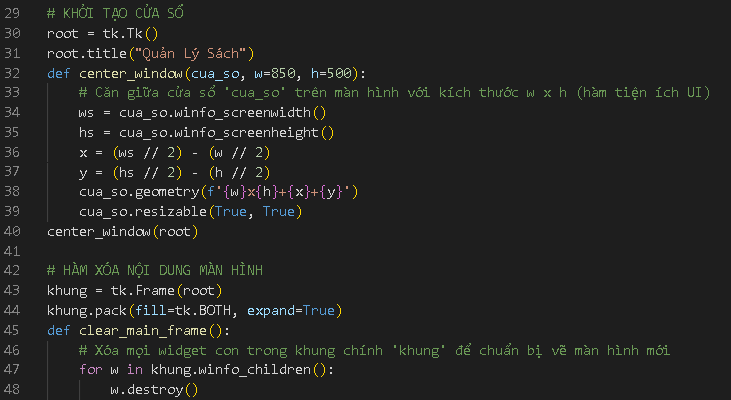 29 # KHỞI TẠO CỬA SỔ
30 root = tk.Tk()
31 root.title("Quản Lý Sách")
32 def center_window(cua_so, w=850, h=500):
33     # Căn giữa cửa sổ 'cua_so' trên màn hình với kích thước w x h (hàm tiện ích UI)
34     ws = cua_so.winfo_screenwidth()
35     hs = cua_so.winfo_screenheight()
36     x = (ws // 2) - (w // 2)
37     y = (hs // 2) - (h // 2)
38     cua_so.geometry(f'{w}x{h}+{x}+{y}')
39     cua_so.resizable(True, True)
40 center_window(root)
41
42 # HÀM XÓA NỘI DUNG MÀN HÌNH
43 khung = tk.Frame(root)
44 khung.pack(fill=tk.BOTH, expand=True)
45 def clear_main_frame():
46     # Xóa mọi widget con trong khung chính 'khung' để chuẩn bị vẽ màn hình mới
47     for w in khung.winfo_children():
48         w.destroy()